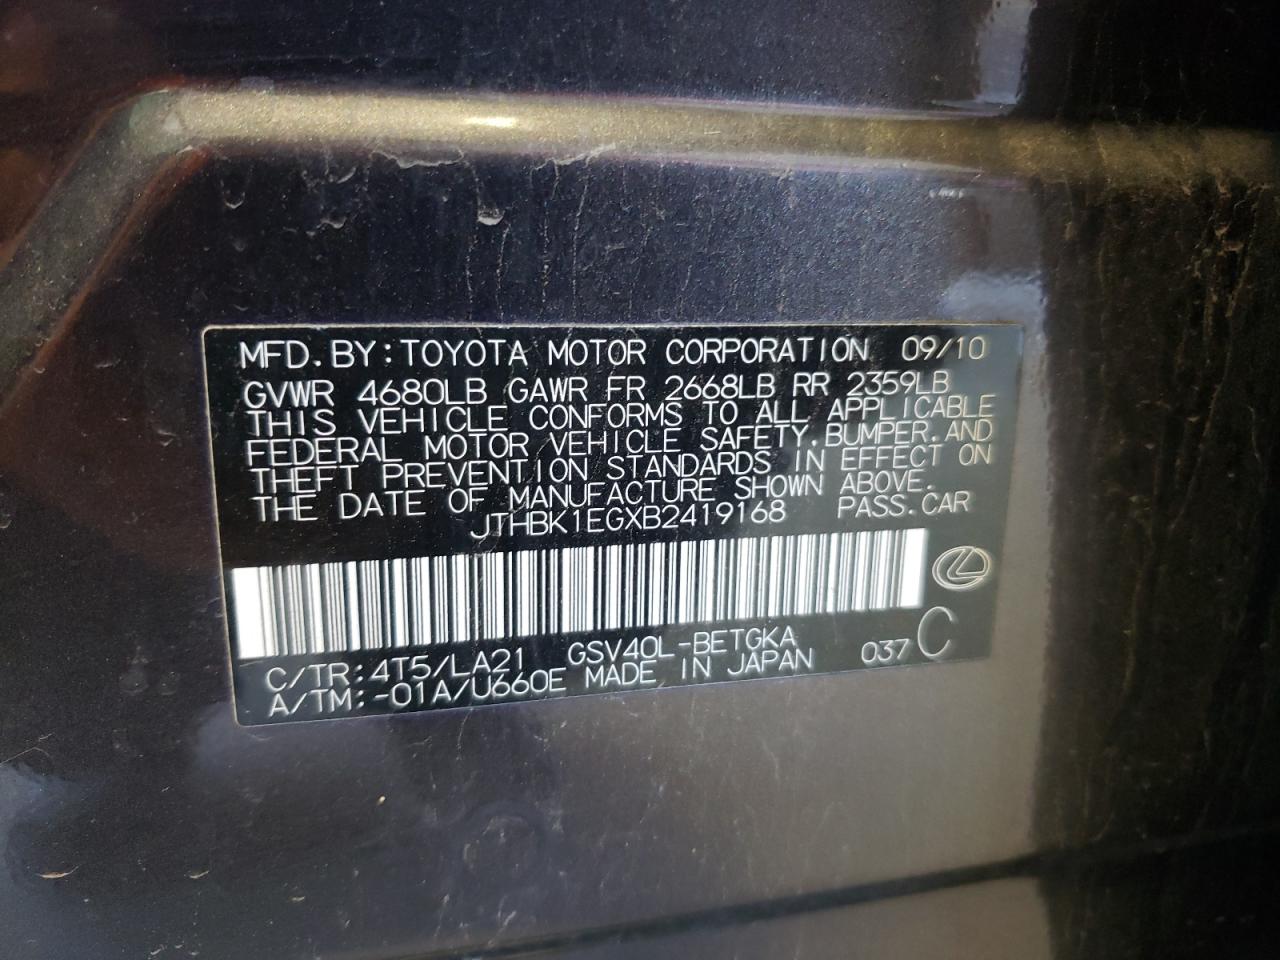 MFD.BY:TOYOTA MOTOR CORPORATION 09/10
GVWR 4680LB GAWR FR 2668LB RR 2359LB
THIS VEHICLE CONFORMS TO ALL APPLICABLE
FEDERAL MOTOR VEHICLE SAFETY,BUMPER,AND
THEFT PREVENTION STANDARDS IN EFFECT ON
THE DATE OF MANUFACTURE SHOWN ABOVE.
JTHBK1EGXB2419168 PASS.CAR
C/TR:4T5/LA21 GSV40L-BETGKA 037 C
A/TM:-01A/U660E MADE IN JAPAN